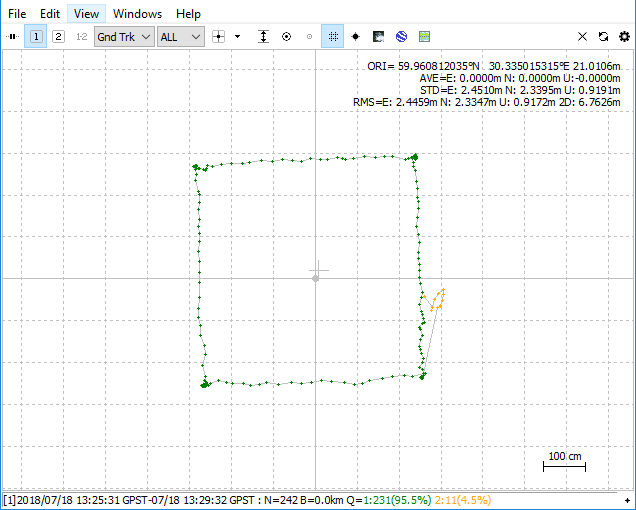 File Edit View Windows Help
1 2 1-2 Gnd Trk ALL
ORI= 59.960812035°N 30.335015315°E 21.0106m
AVE=E: 0.0000m N: 0.0000m U:-0.0000m
STD=E: 2.4510m N: 2.3395m U: 0.9191m
RMS=E: 2.4459m N: 2.3347m U: 0.9172m 2D: 6.7626m
100 cm
[1]2018/07/18 13:25:31 GPST-07/18 13:29:32 GPST : N=242 B=0.0km Q=1:231(95.5%) 2:11(4.5%)